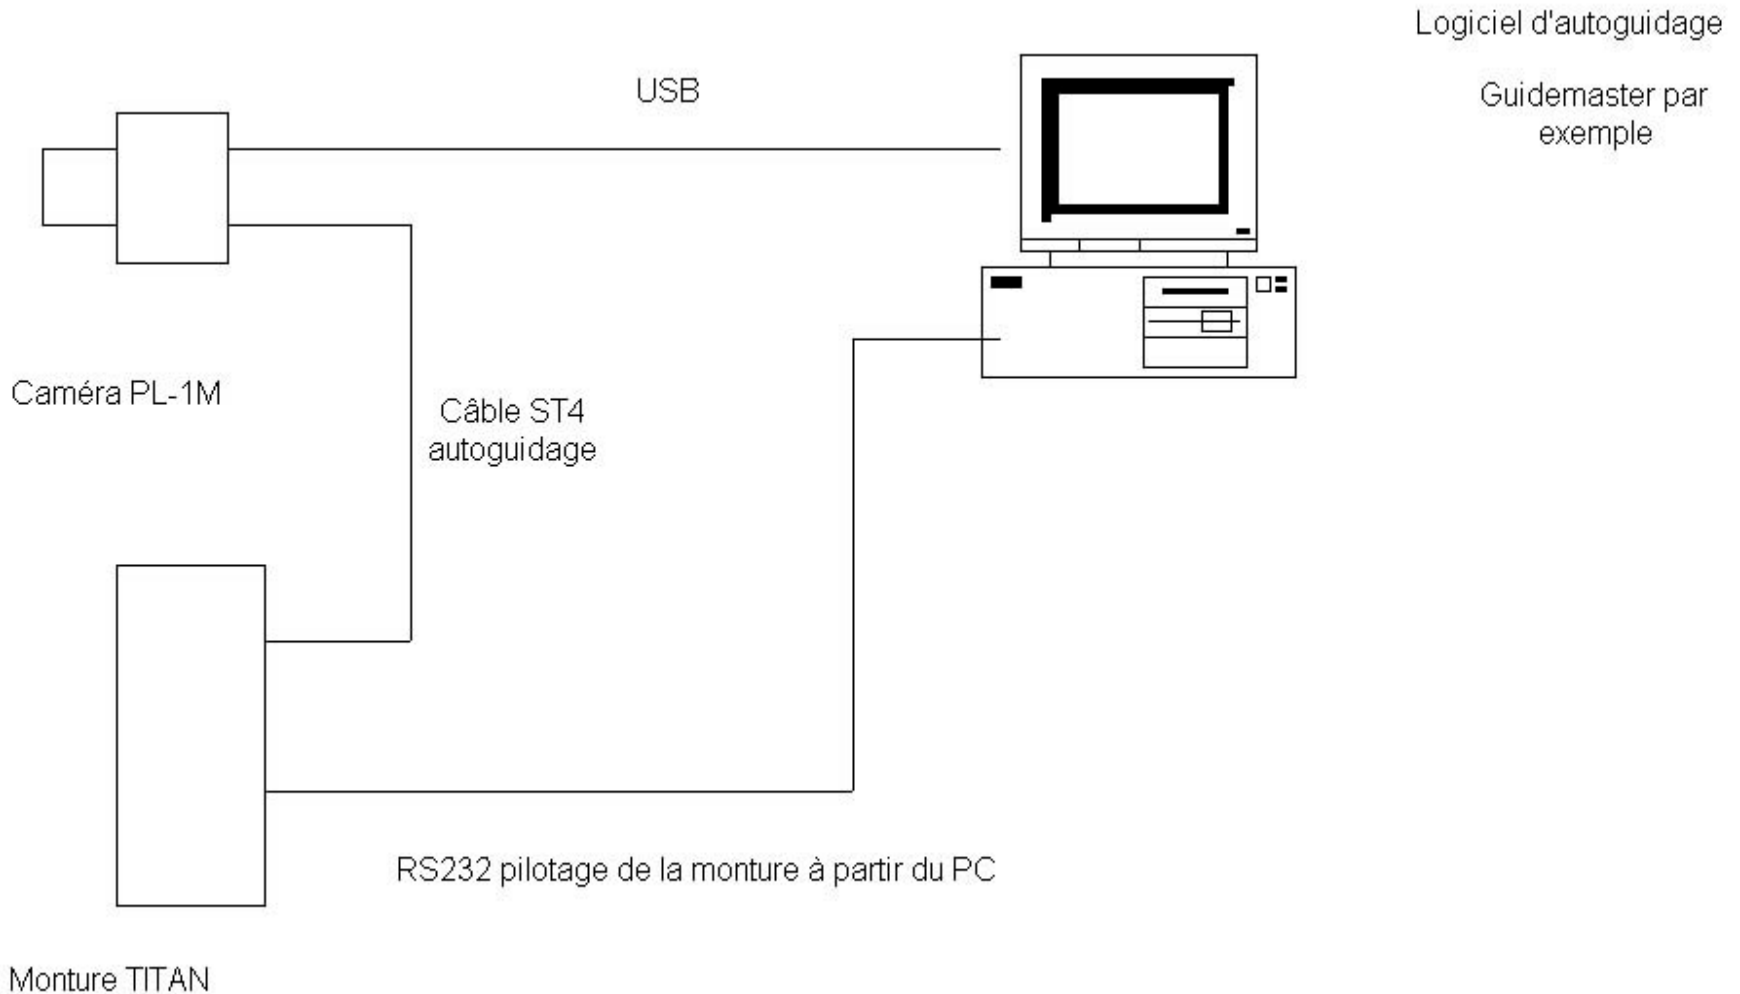 Logiciel d'autoguidage
USB
Guidemaster par
exemple
Caméra PL-1M
Câble ST4
autoguidage
RS232 pilotage de la monture à partir du PC
Monture TITAN